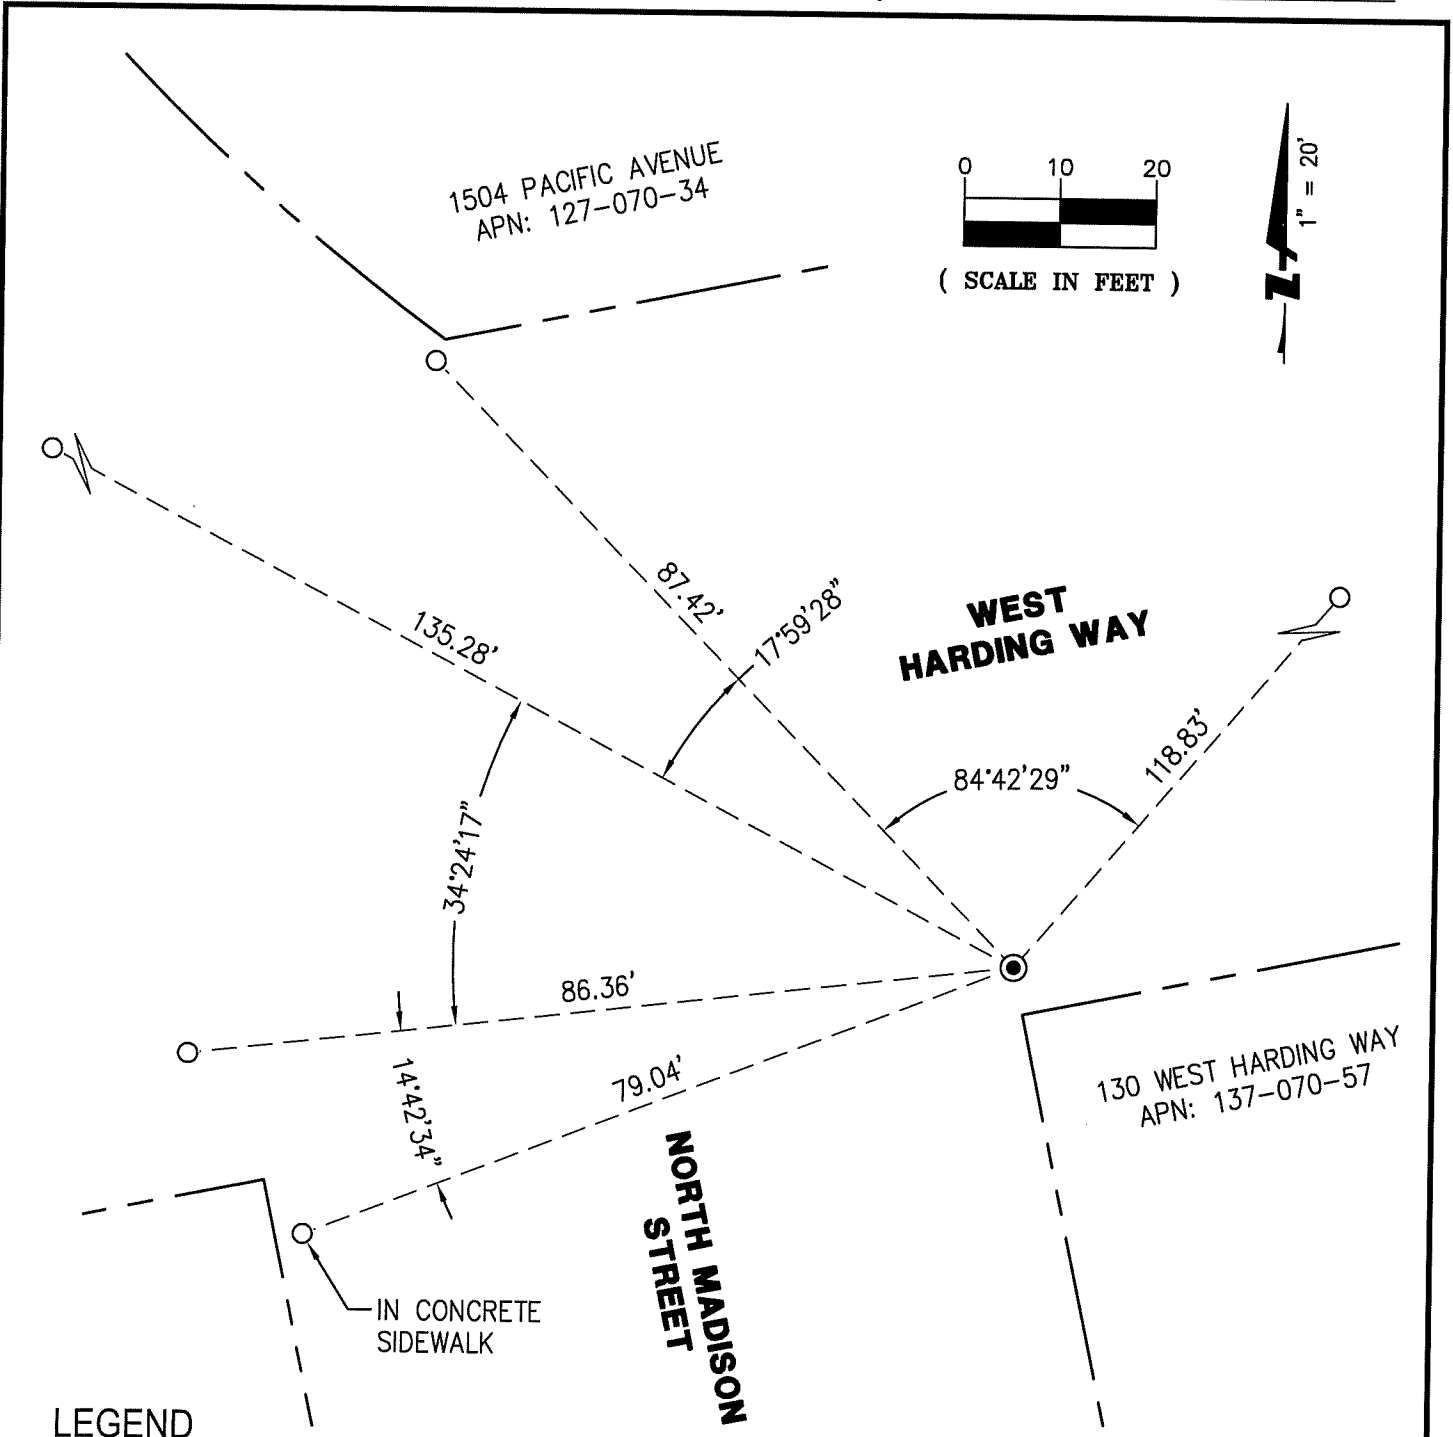 1504 PACIFIC AVENUE
APN: 127-070-34
0 10 20
( SCALE IN FEET )
1" = 20'
N
87.42'
17°59'28"
135.28'
WEST
HARDING WAY
118.83'
84°42'29"
34°24'17"
86.36'
79.04'
14°42'34"
130 WEST HARDING WAY
APN: 137-070-57
NORTH MADISON
STREET
IN CONCRETE
SIDEWALK
LEGEND